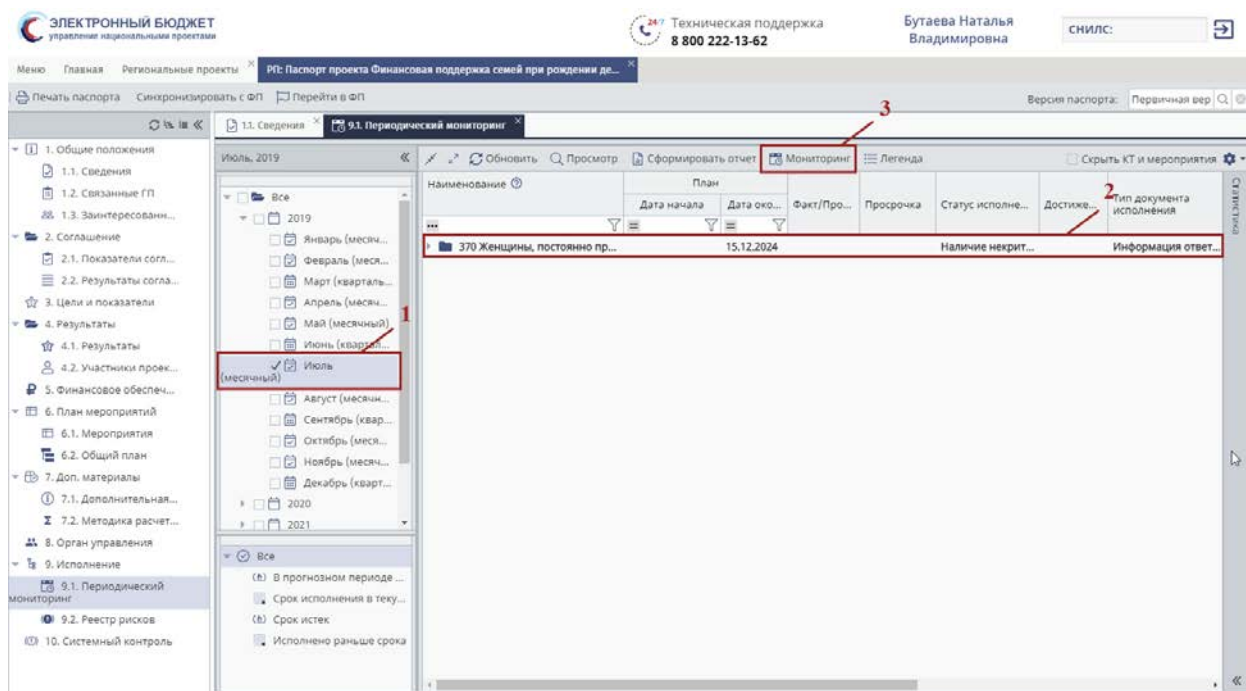 ЭЛЕКТРОННЫЙ БЮДЖЕТ
управление национальными проектами
24/7 Техническая поддержка
8 800 222-13-62
Бутаева Наталья
Владимировна
СНИЛС:
Меню Главная Региональные проекты РП: Паспорт проекта Финансовая поддержка семей при рождении де...
Печать паспорта Синхронизировать с ФП Перейти в ФП Версия паспорта: Первичная вер
1.1. Сведения 9.1. Периодический мониторинг
3
1. Общие положения
1.1. Сведения
1.2. Связанные ГП
1.3. Заинтересованн...
2. Соглашение
2.1. Показатели согл...
2.2. Результаты согла...
3. Цели и показатели
4. Результаты
4.1. Результаты
4.2. Участники проек...
5. Финансовое обеспеч...
6. План мероприятий
6.1. Мероприятия
6.2. Общий план
7. Доп. материалы
7.1. Дополнительная...
7.2. Методика расчет...
8. Орган управления
9. Исполнение
9.1. Периодический
мониторинг
9.2. Реестр рисков
10. Системный контроль
Июль, 2019
Все
2019
Январь (месяч...
Февраль (меся...
Март (кварталь...
Апрель (месяч...
Май (месячный)
Июнь (квартал...
1
Июль
(месячный)
Август (месячн...
Сентябрь (квар...
Октябрь (меся...
Ноябрь (месяч...
Декабрь (кварт...
2020
2021
Все
В прогнозном периоде ...
Срок исполнения в теку...
Срок истек
Исполнено раньше срока
Обновить Просмотр Сформировать отчет Мониторинг Легенда Скрыть КТ и мероприятия
Наименование План
Дата начала Дата око... Факт/Про... Просрочка Статус исполне... Достиже... Тип документа
исполнения
2
... = =
370 Женщины, постоянно пр... 15.12.2024 Наличие некрит... Информация ответ...
Статистика